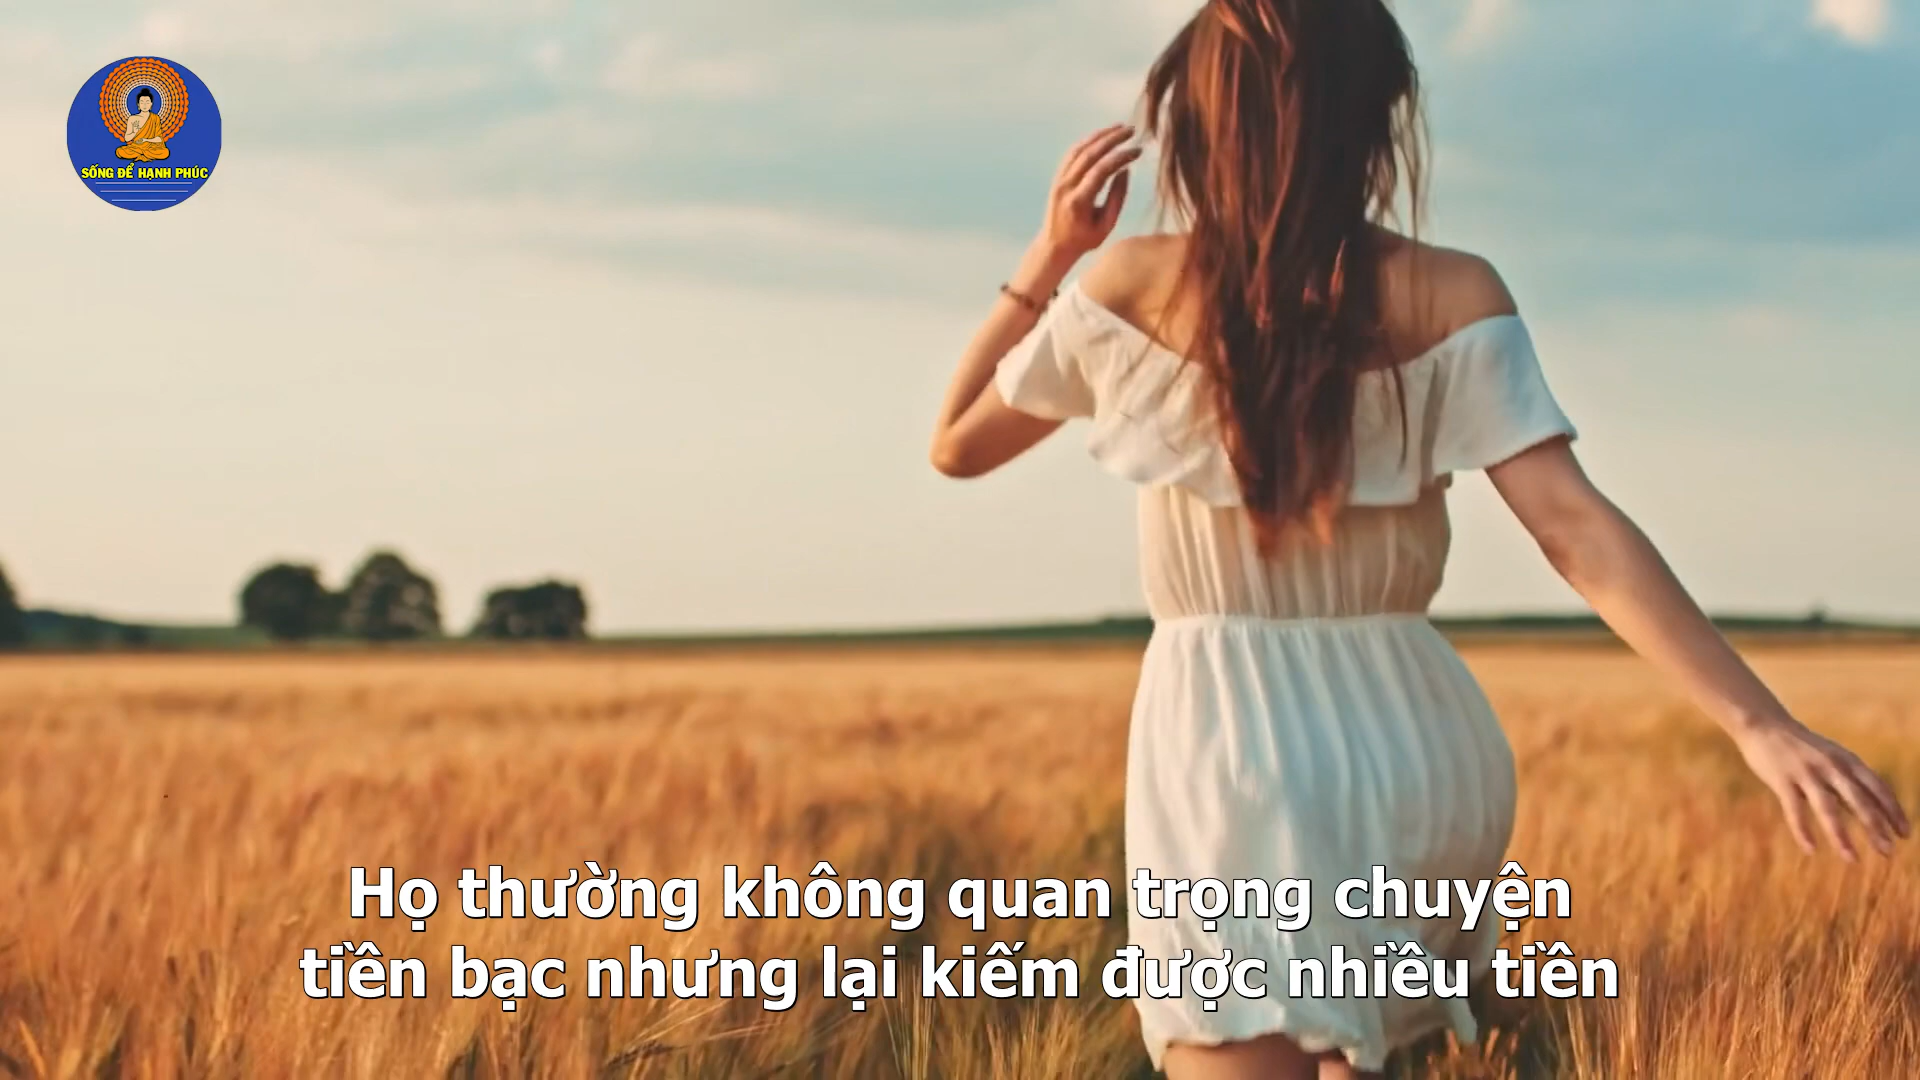 SỐNG ĐỂ HẠNH PHÚC
Họ thường không quan trọng chuyện
tiền bạc nhưng lại kiếm được nhiều tiền